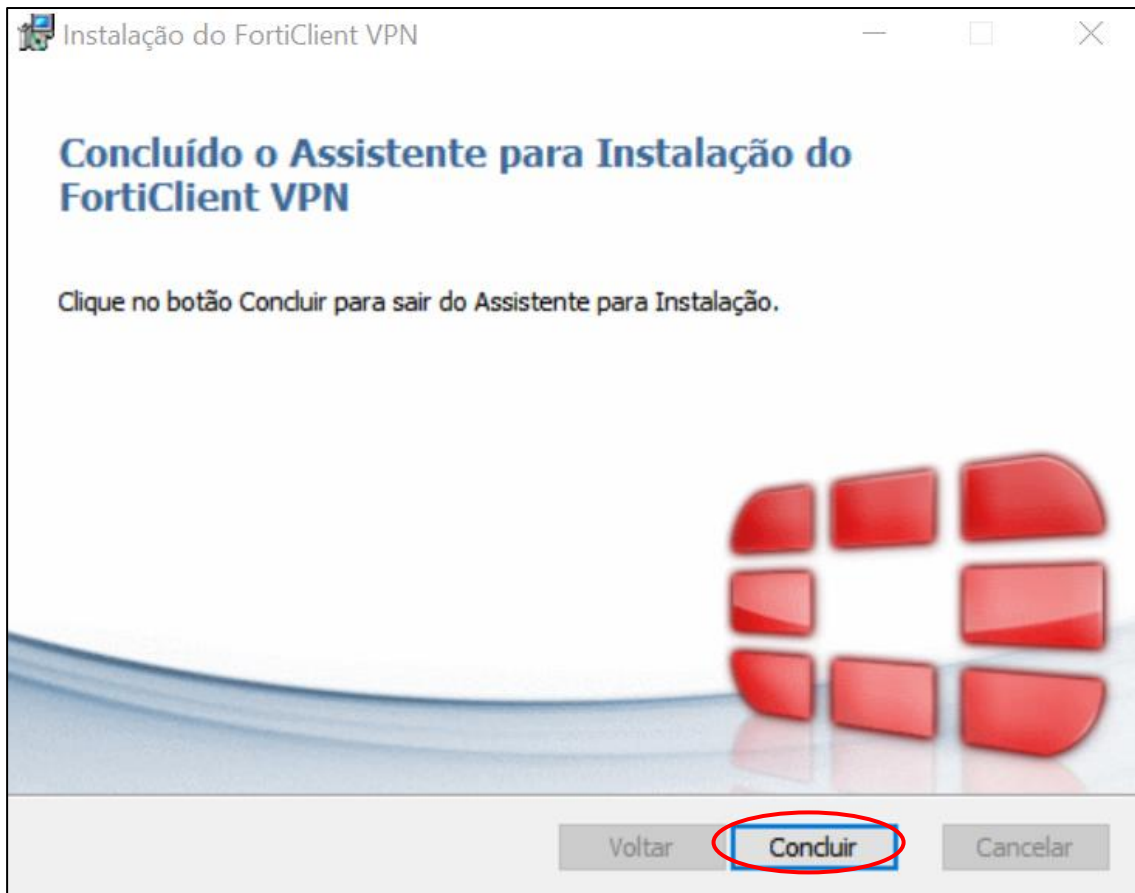 Instalação do FortiClient VPN
Concluído o Assistente para Instalação do
FortiClient VPN
Clique no botão Concluir para sair do Assistente para Instalação.
Voltar
Concluir
Cancelar